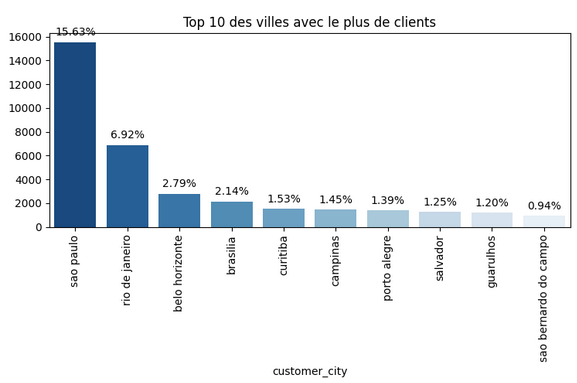 Top 10 des villes avec le plus de clients
16000
14000
12000
10000
8000
6000
4000
2000
0
15.63%
6.92%
2.79%
2.14%
1.53%
1.45%
1.39%
1.25%
1.20%
0.94%
sao paulo
rio de janeiro
belo horizonte
brasilia
curitiba
campinas
porto alegre
salvador
guarulhos
sao bernardo do campo
customer_city